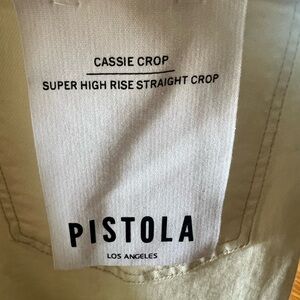 CASSIE CROP
SUPER HIGH RISE STRAIGHT CROP
PISTOLA
LOS ANGELES